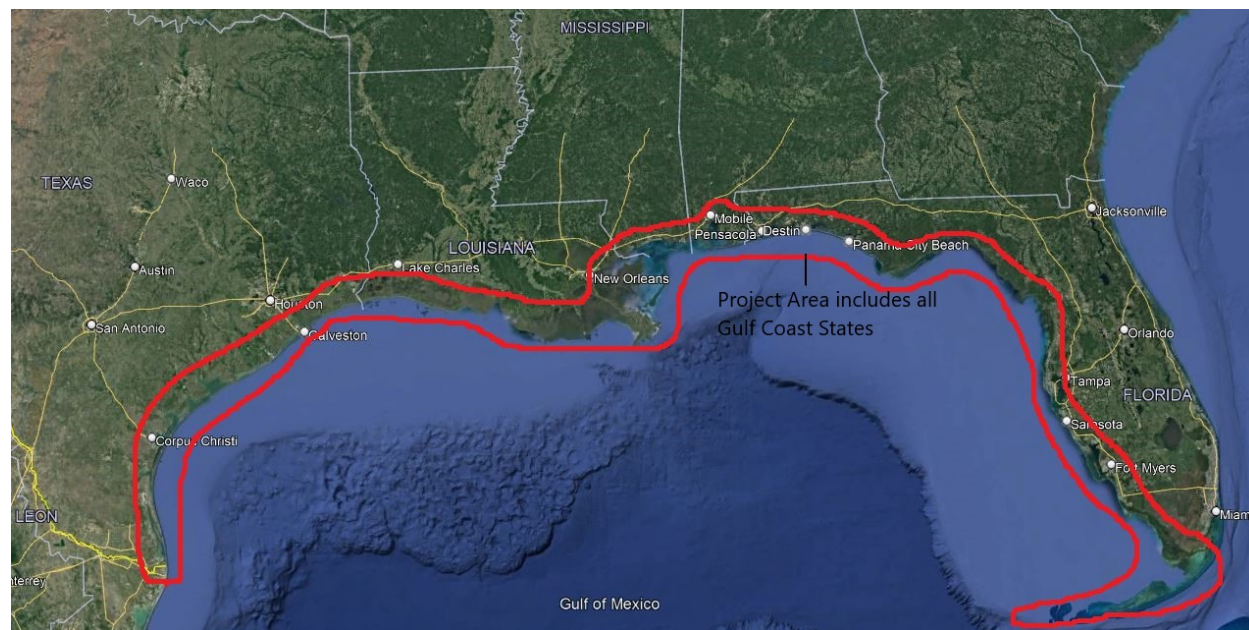 MISSISSIPPI
TEXAS
Waco
Jacksonville
Mobile
LOUISIANA
Pensacola
Destin
Panama City Beach
Austin
Lake Charles
New Orleans
Houston
Project Area includes all
Gulf Coast States
San Antonio
Galveston
Orlando
Tampa
FLORIDA
Sarasota
Corpus Christi
Fort Myers
LEON
Miam
nterrey
Gulf of Mexico